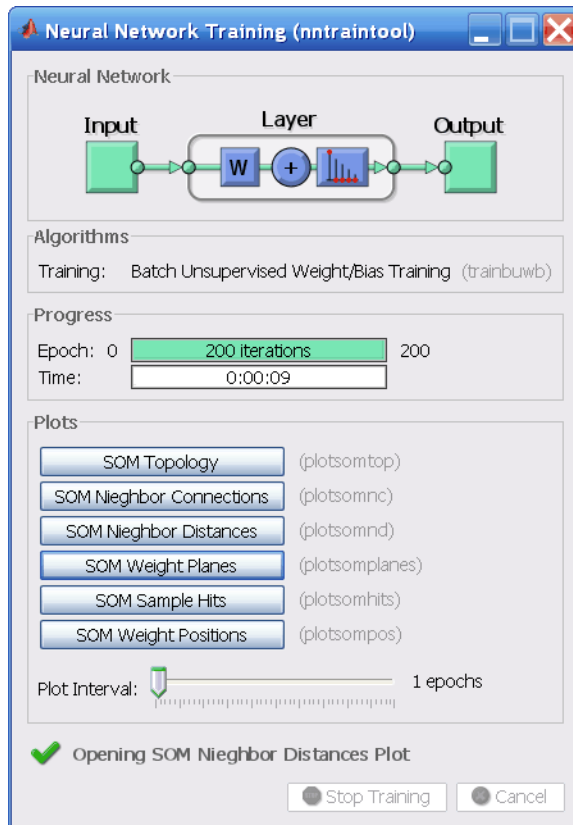 Neural Network Training (nntraintool)
Neural Network
Input
Layer
Output
W
+
Algorithms
Training: Batch Unsupervised Weight/Bias Training (trainbuwb)
Progress
Epoch: 0 200 iterations 200
Time: 0:00:09
Plots
SOM Topology (plotsomtop)
SOM Nieghbor Connections (plotsomnc)
SOM Nieghbor Distances (plotsomnd)
SOM Weight Planes (plotsomplanes)
SOM Sample Hits (plotsomhits)
SOM Weight Positions (plotsompos)
Plot Interval: 1 epochs
Opening SOM Nieghbor Distances Plot
Stop Training Cancel